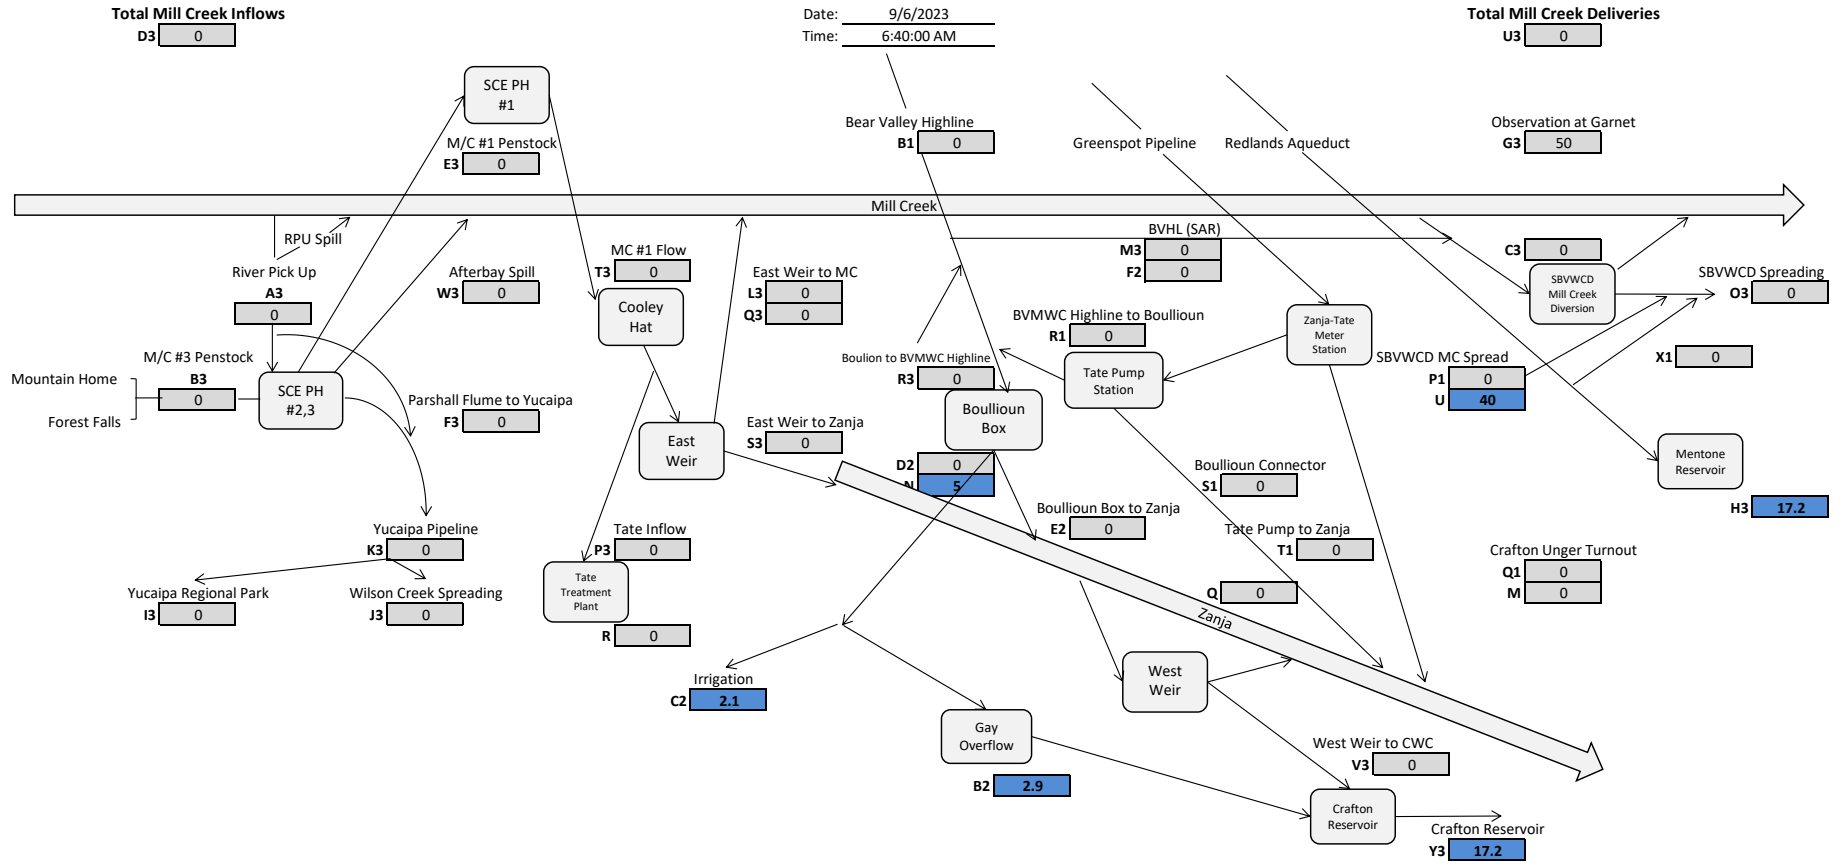 Total Mill Creek Inflows
D3 0
Date: 9/6/2023
Time: 6:40:00 AM
Total Mill Creek Deliveries
U3 0
SCE PH
#1
M/C #1 Penstock
E3 0
Bear Valley Highline
B1 0
Greenspot Pipeline
Redlands Aqueduct
Observation at Garnet
G3 50
Mill Creek
RPU Spill
River Pick Up
A3
0
Afterbay Spill
W3 0
MC #1 Flow
T3 0
Cooley
Hat
East Weir to MC
L3 0
Q3 0
BVHL (SAR)
M3 0
F2 0
C3 0
SBVWCD
Mill Creek
Diversion
SBVWCD Spreading
O3 0
BVMWC Highline to Boullioun
R1 0
Zanja-Tate
Meter
Station
Boulion to BVMWC Highline
R3 0
Tate Pump
Station
SBVWCD MC Spread
P1 0
U 40
X1 0
Mountain Home
Forest Falls
M/C #3 Penstock
B3
0
SCE PH
#2,3
Parshall Flume to Yucaipa
F3 0
East
Weir
East Weir to Zanja
S3 0
Boullioun
Box
D2 0
N 5
Boullioun Connector
S1 0
Mentone
Reservoir
H3 17.2
Boullioun Box to Zanja
E2 0
Tate Pump to Zanja
T1 0
Yucaipa Pipeline
K3 0
Tate Inflow
P3 0
Tate
Treatment
Plant
R 0
Crafton Unger Turnout
Q1 0
M 0
Yucaipa Regional Park
I3 0
Wilson Creek Spreading
J3 0
Q 0
Zanja
Irrigation
C2 2.1
West
Weir
Gay
Overflow
B2 2.9
West Weir to CWC
V3 0
Crafton
Reservoir
Crafton Reservoir
Y3 17.2